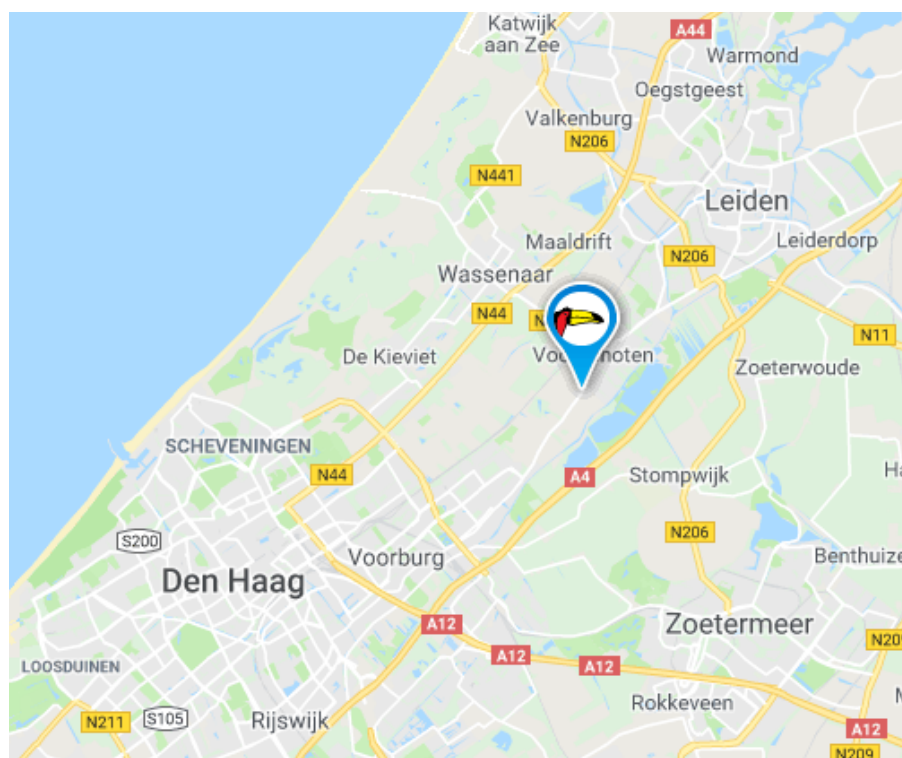 Katwijk
aan Zee
A44
Warmond
Oegstgeest
Valkenburg
N206
N441
Leiden
Maaldrift
Leiderdorp
N206
Wassenaar
N44
N11
De Kieviet
Zoeterwoude
SCHEVENINGEN
N44
A4
Stompwijk
S200
N206
Voorburg
Benthuize
Den Haag
A12
Zoetermeer
A12
A12
LOOSDUINEN
Rokkeveen
N211
S105
Rijswijk
A12
N209